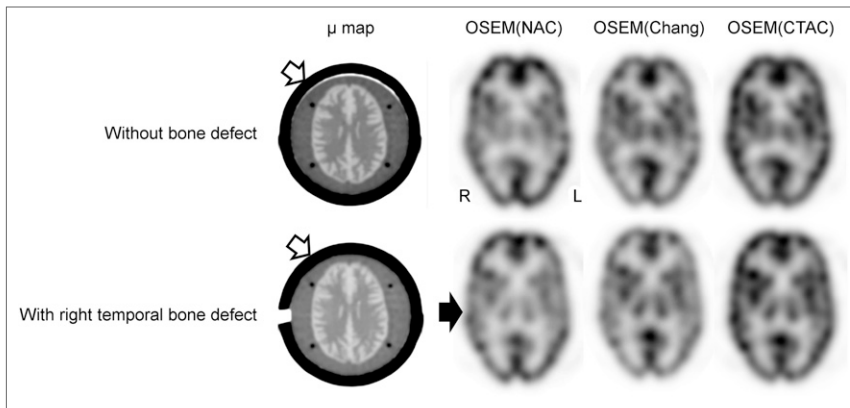 μ map OSEM(NAC) OSEM(Chang) OSEM(CTAC)
Without bone defect
R L
With right temporal bone defect